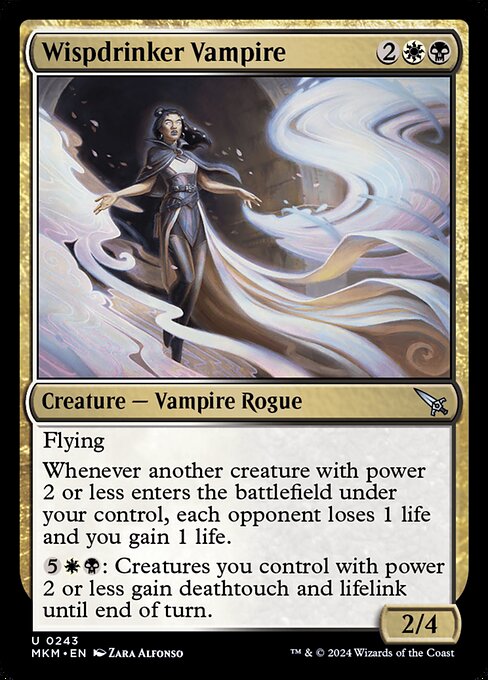 Wispdrinker Vampire 2
Creature — Vampire Rogue
Flying
Whenever another creature with power
2 or less enters the battlefield under
your control, each opponent loses 1 life
and you gain 1 life.
5 : Creatures you control with power
2 or less gain deathtouch and lifelink
until end of turn.
2/4
U 0243
MKM • EN Zara Alfonso
™ & © 2024 Wizards of the Coast